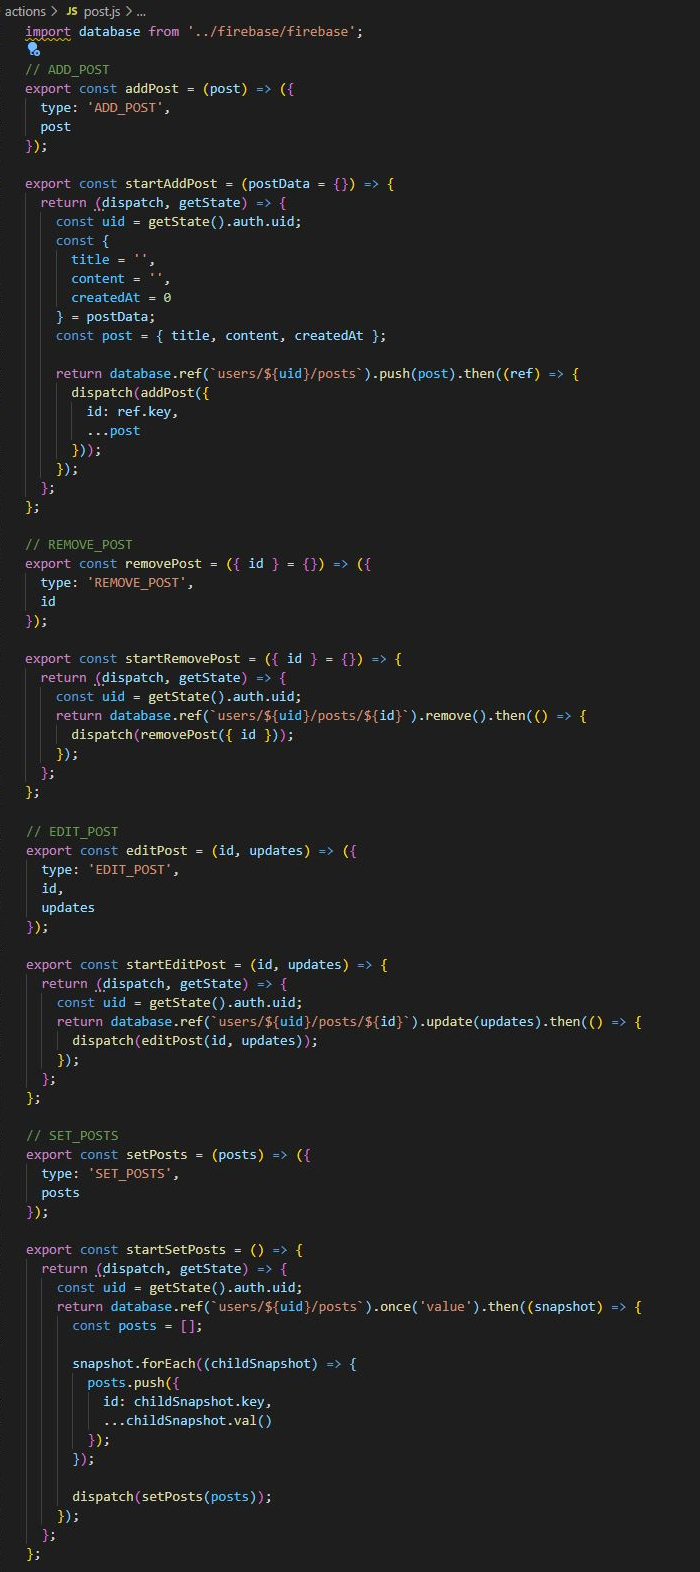 actions > JS post.js > ...
import database from '../firebase/firebase';
// ADD_POST
export const addPost = (post) => ({
  type: 'ADD_POST',
  post
});

export const startAddPost = (postData = {}) => {
  return (dispatch, getState) => {
    const uid = getState().auth.uid;
    const {
      title = '',
      content = '',
      createdAt = 0
    } = postData;
    const post = { title, content, createdAt };

    return database.ref(`users/${uid}/posts`).push(post).then((ref) => {
      dispatch(addPost({
        id: ref.key,
        ...post
      }));
    });
  };
};

// REMOVE_POST
export const removePost = ({ id } = {}) => ({
  type: 'REMOVE_POST',
  id
});

export const startRemovePost = ({ id } = {}) => {
  return (dispatch, getState) => {
    const uid = getState().auth.uid;
    return database.ref(`users/${uid}/posts/${id}`).remove().then(() => {
      dispatch(removePost({ id }));
    });
  };
};

// EDIT_POST
export const editPost = (id, updates) => ({
  type: 'EDIT_POST',
  id,
  updates
});

export const startEditPost = (id, updates) => {
  return (dispatch, getState) => {
    const uid = getState().auth.uid;
    return database.ref(`users/${uid}/posts/${id}`).update(updates).then(() => {
      dispatch(editPost(id, updates));
    });
  };
};

// SET_POSTS
export const setPosts = (posts) => ({
  type: 'SET_POSTS',
  posts
});

export const startSetPosts = () => {
  return (dispatch, getState) => {
    const uid = getState().auth.uid;
    return database.ref(`users/${uid}/posts`).once('value').then((snapshot) => {
      const posts = [];

      snapshot.forEach((childSnapshot) => {
        posts.push({
          id: childSnapshot.key,
          ...childSnapshot.val()
        });
      });

      dispatch(setPosts(posts));
    });
  };
};